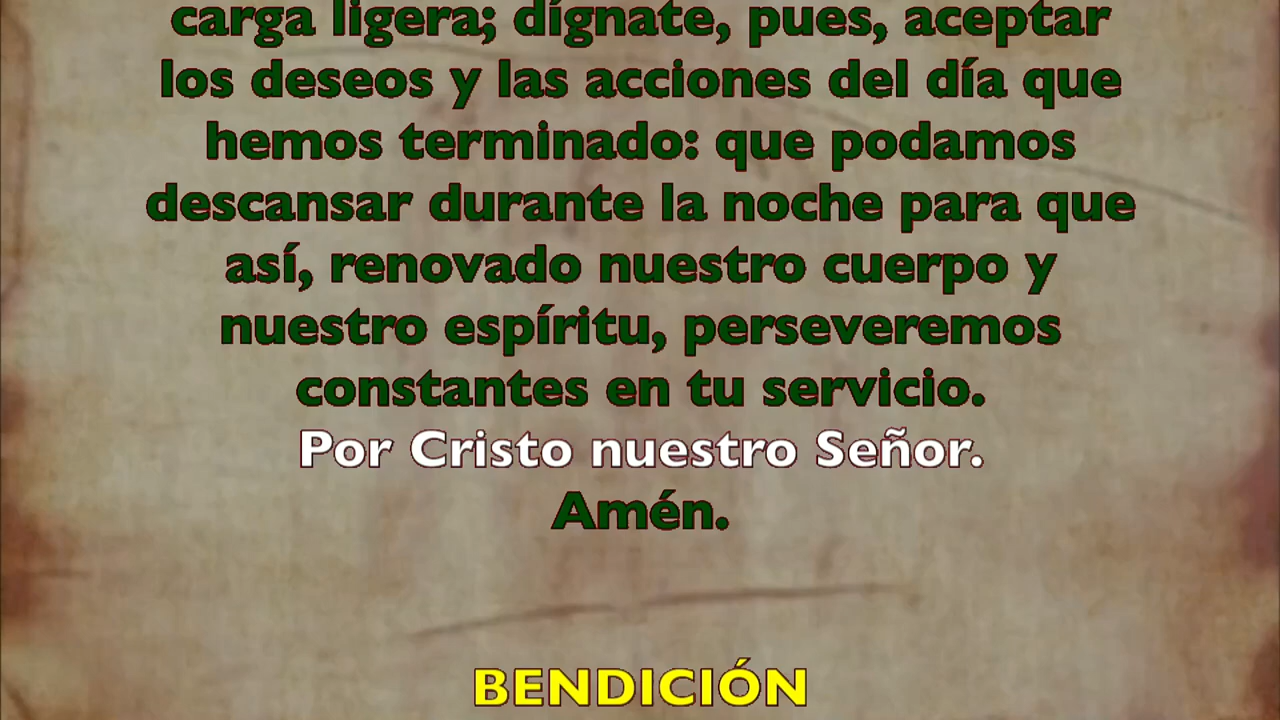 carga ligera; dígnate, pues, aceptar
los deseos y las acciones del día que
hemos terminado: que podamos
descansar durante la noche para que
así, renovado nuestro cuerpo y
nuestro espíritu, perseveremos
constantes en tu servicio.
Por Cristo nuestro Señor.
Amén.
BENDICIÓN